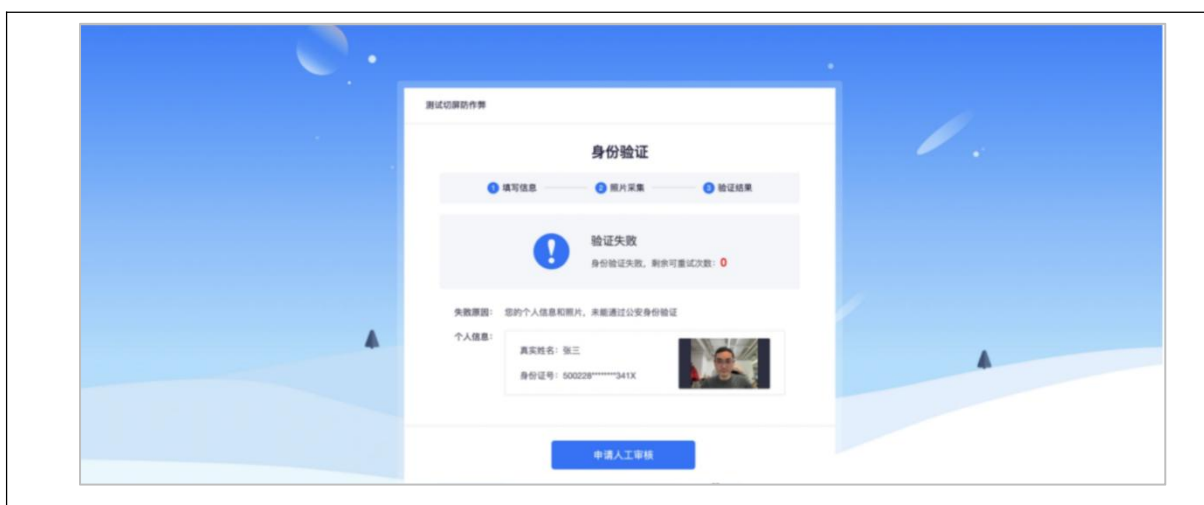 测试切屏防作弊
身份验证
1 填写信息 2 照片采集 3 验证结果
验证失败
身份验证失败，剩余可重试次数：0
失败原因：您的个人信息和照片，未能通过公安身份验证
个人信息：
真实姓名：张三
身份证号：500228********341X
申请人工审核